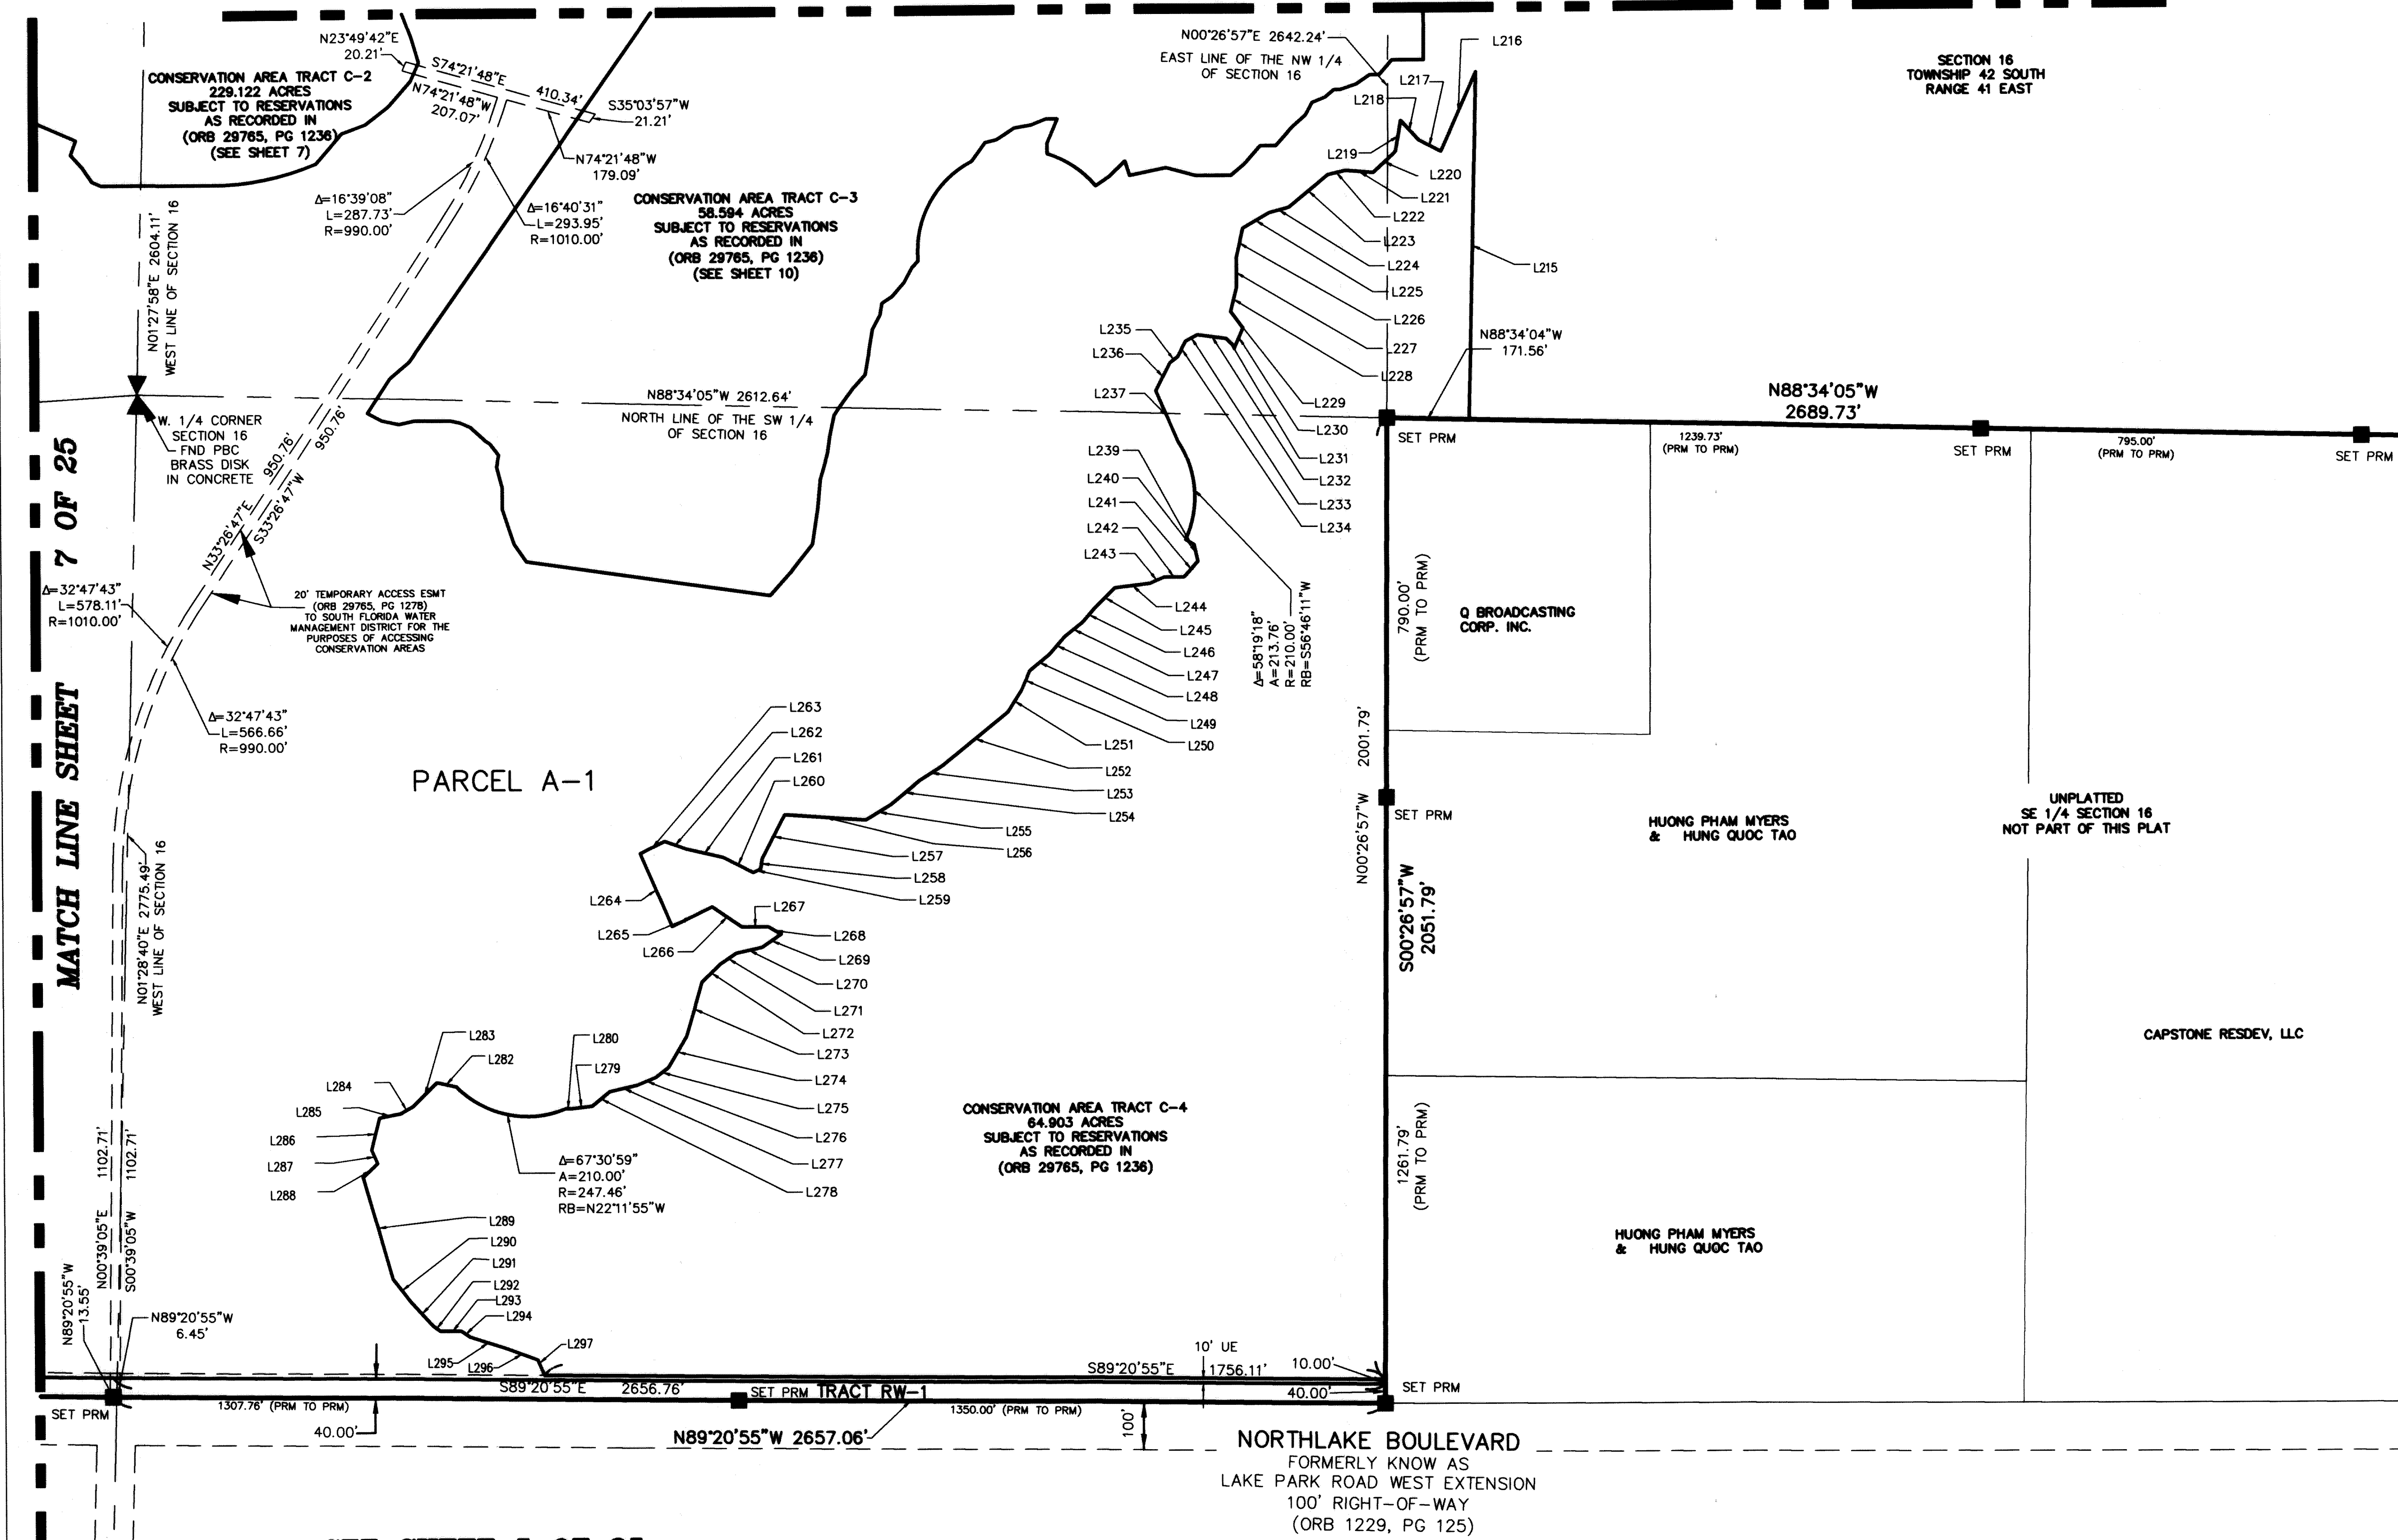 N23°49'42"E
20.21'
S74°21'48"E
410.34'
N74°21'48"W
207.07'
S35°03'57"W
21.21'
N74°21'48"W
179.09'
CONSERVATION AREA TRACT C-2
229.122 ACRES
SUBJECT TO RESERVATIONS
AS RECORDED IN
(ORB 29765, PG 1236)
(SEE SHEET 7)
N00°26'57"E 2642.24'
EAST LINE OF THE NW 1/4
OF SECTION 16
L216
L217
L218
L219
L220
L221
L222
L223
L224
L225
L226
L227
L228
L215
SECTION 16
TOWNSHIP 42 SOUTH
RANGE 41 EAST
Δ=16°39'08"
L=287.73'
R=990.00'
Δ=16°40'31"
L=293.95'
R=1010.00'
CONSERVATION AREA TRACT C-3
58.594 ACRES
SUBJECT TO RESERVATIONS
AS RECORDED IN
(ORB 29765, PG 1236)
(SEE SHEET 10)
N01°27'58"E 2604.11'
WEST LINE OF SECTION 16
L235
L236
L237
N88°34'04"W
171.56'
N88°34'05"W
2689.73'
N88°34'05"W 2612.64'
NORTH LINE OF THE SW 1/4
OF SECTION 16
W. 1/4 CORNER
SECTION 16
FND PBC
BRASS DISK
IN CONCRETE
L229
L230
L231
L232
L233
L234
SET PRM
1239.73'
(PRM TO PRM)
SET PRM
795.00'
(PRM TO PRM)
SET PRM
L239
L240
L241
L242
L243
950.76'
950.76'
N33°26'47"E
S33°26'47"W
MATCH LINE SHEET 7 OF 25
Δ=32°47'43"
L=578.11'
R=1010.00'
20' TEMPORARY ACCESS ESMT
(ORB 29765, PG 1278)
TO SOUTH FLORIDA WATER
MANAGEMENT DISTRICT FOR THE
PURPOSES OF ACCESSING
CONSERVATION AREAS
L244
L245
L246
L247
L248
L249
L250
L251
L252
L253
L254
L255
L256
L257
L258
L259
Δ=58°19'18"
A=213.76'
R=210.00'
RB=S56°46'11"W
790.00'
(PRM TO PRM)
Q BROADCASTING
CORP. INC.
Δ=32°47'43"
L=566.66'
R=990.00'
L263
L262
L261
L260
PARCEL A-1
N00°26'57"W 2001.79'
SET PRM
HUONG PHAM MYERS
& HUNG QUOC TAO
UNPLATTED
SE 1/4 SECTION 16
NOT PART OF THIS PLAT
S00°26'57"W
2051.79'
N01°28'40"E 2775.49'
WEST LINE OF SECTION 16
L264
L265
L266
L267
L268
L269
L270
L271
L272
L273
L274
L275
L276
L277
L278
L280
L279
L283
L282
L284
L285
L286
L287
L288
CAPSTONE RESDEV, LLC
CONSERVATION AREA TRACT C-4
64.903 ACRES
SUBJECT TO RESERVATIONS
AS RECORDED IN
(ORB 29765, PG 1236)
Δ=67°30'59"
A=210.00'
R=247.46'
RB=N22°11'55"W
1261.79'
(PRM TO PRM)
HUONG PHAM MYERS
& HUNG QUOC TAO
N00°39'05"E 1102.71'
S00°39'05"W 1102.71'
L289
L290
L291
L292
L293
L294
L295
L296
L297
N89°20'55"W
13.55'
N89°20'55"W
6.45'
10' UE
S89°20'55"E 1756.11'
10.00'
40.00'
S89°20'55"E 2656.76'
SET PRM
TRACT RW-1
SET PRM
SET PRM
1307.76' (PRM TO PRM)
1350.00' (PRM TO PRM)
40.00'
N89°20'55"W 2657.06'
100'
NORTHLAKE BOULEVARD
FORMERLY KNOW AS
LAKE PARK ROAD WEST EXTENSION
100' RIGHT-OF-WAY
(ORB 1229, PG 125)